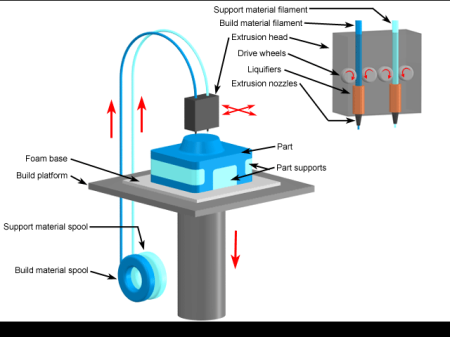 Support material filament
Build material filament
Extrusion head
Drive wheels
Liquifiers
Extrusion nozzles
Part
Foam base
Part supports
Build platform
Support material spool
Build material spool